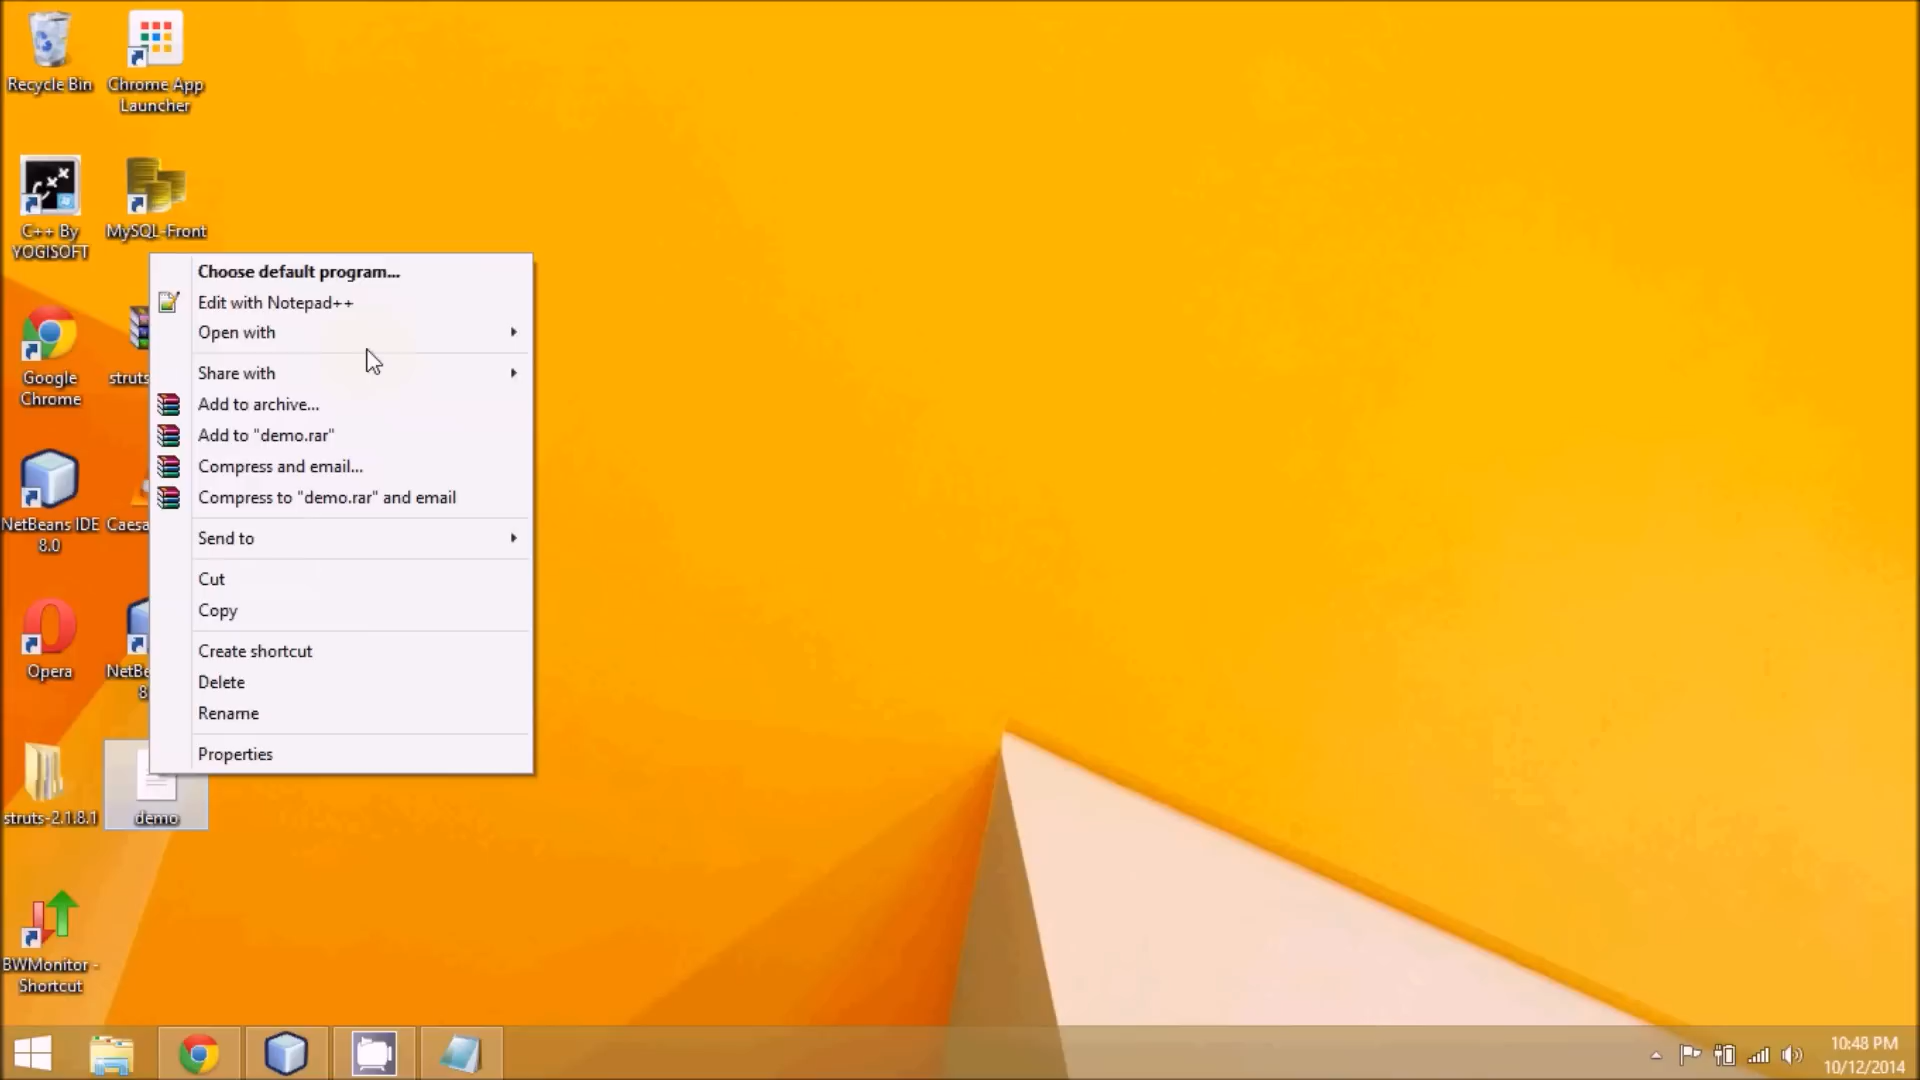 Recycle Bin
Chrome App
Launcher
C++ By
YOGISOFT
MySQL-Front
Google
Chrome
struts
NetBeans IDE
8.0
Caesa
Opera
NetBe
8
struts-2.1.8.1
demo
BWMonitor -
Shortcut
Choose default program...
Edit with Notepad++
Open with
Share with
Add to archive...
Add to "demo.rar"
Compress and email...
Compress to "demo.rar" and email
Send to
Cut
Copy
Create shortcut
Delete
Rename
Properties
10:48 PM
10/12/2014